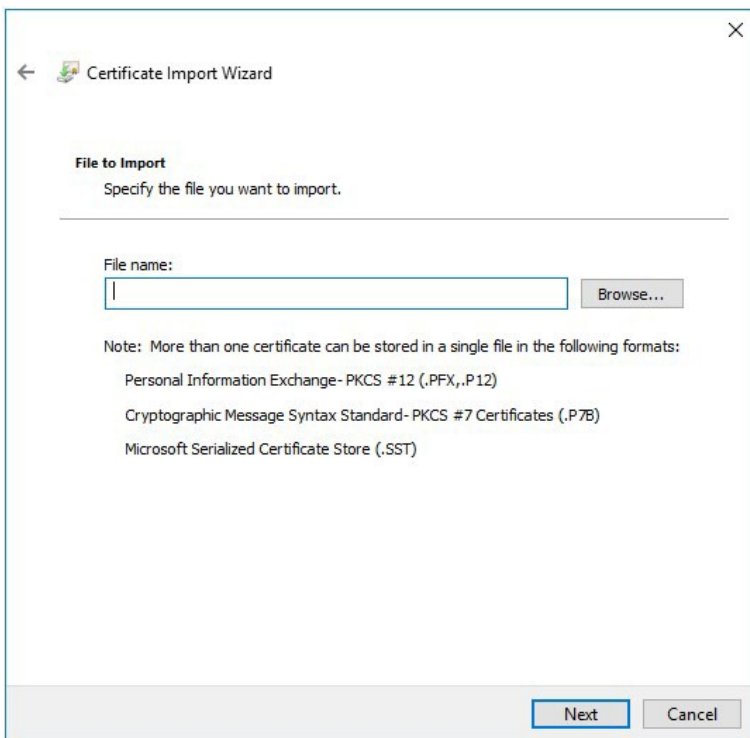 Certificate Import Wizard
File to Import
Specify the file you want to import.
File name:
Browse...
Note: More than one certificate can be stored in a single file in the following formats:
Personal Information Exchange- PKCS #12 (.PFX,.P12)
Cryptographic Message Syntax Standard- PKCS #7 Certificates (.P7B)
Microsoft Serialized Certificate Store (.SST)
Next Cancel